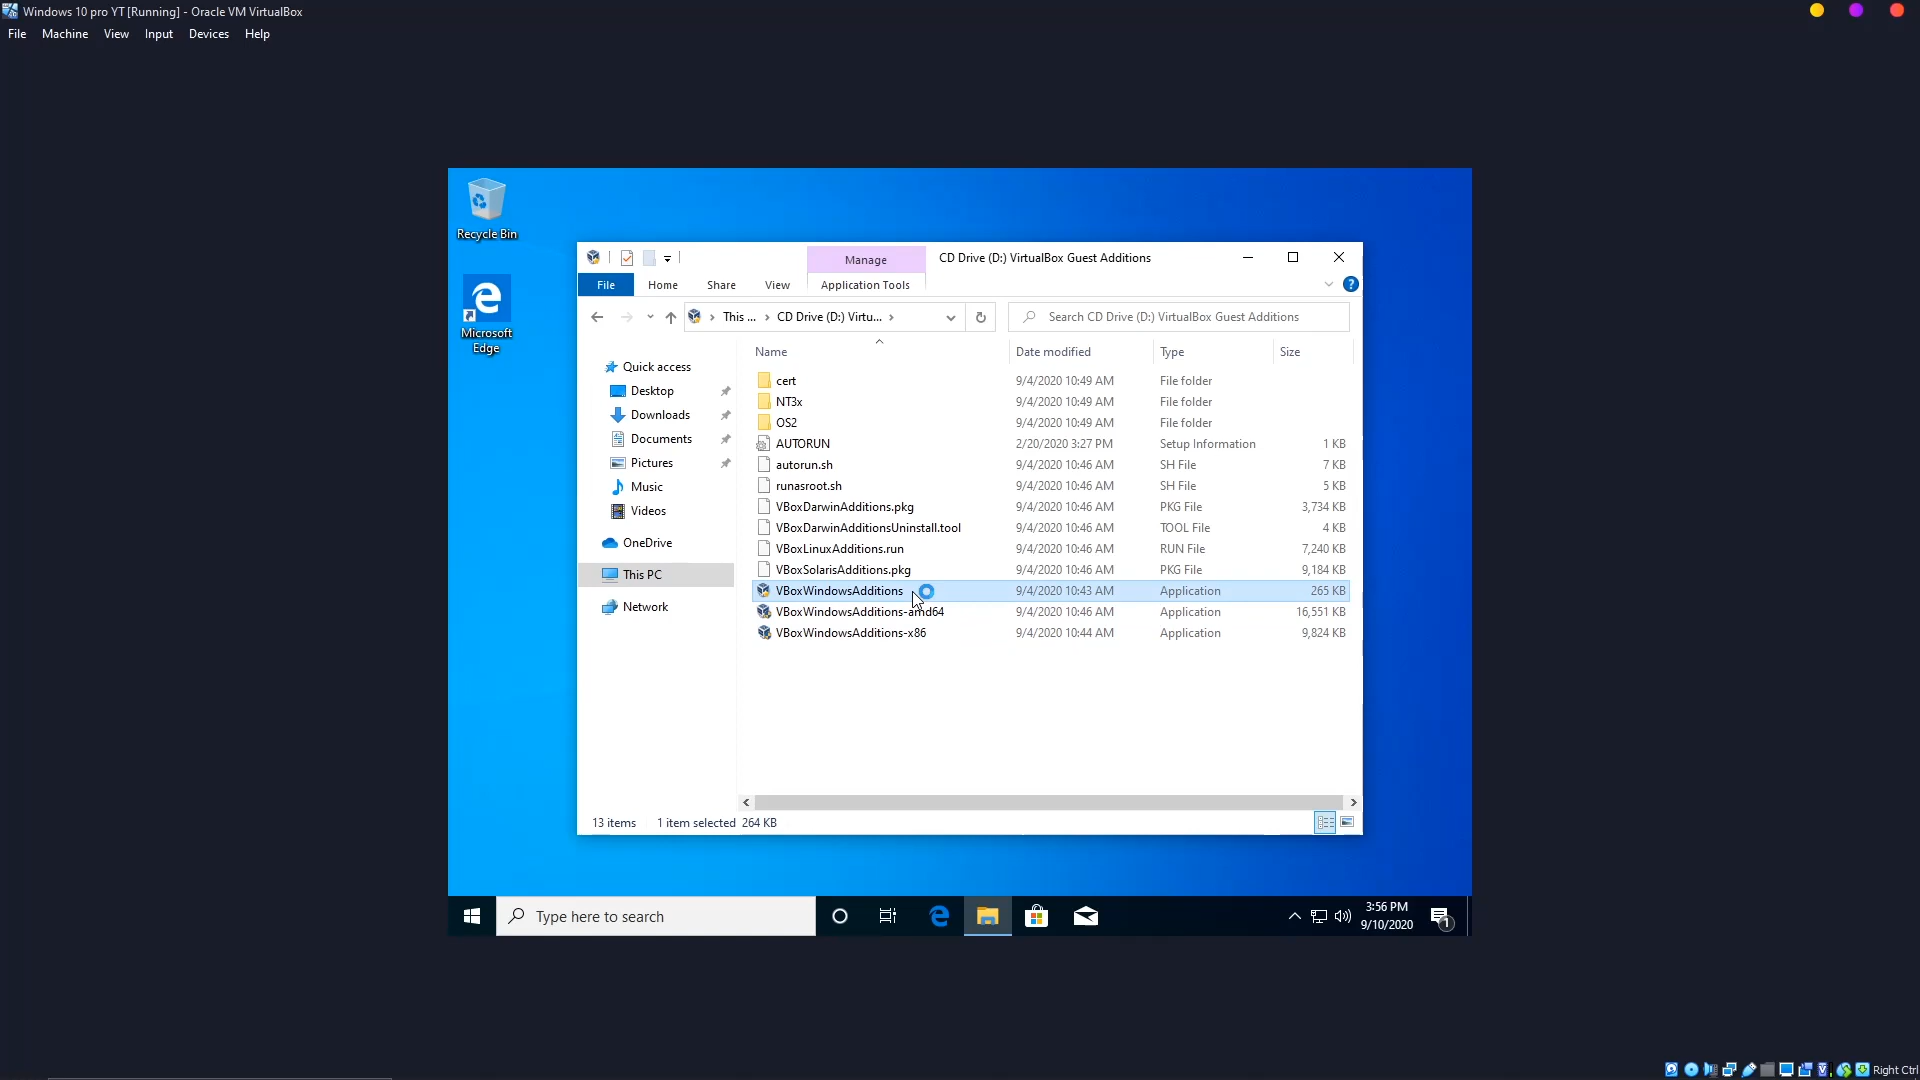 Windows 10 pro YT [Running] - Oracle VM VirtualBox
File Machine View Input Devices Help
Recycle Bin
Microsoft
Edge
Manage CD Drive (D:) VirtualBox Guest Additions
File Home Share View Application Tools
This ... CD Drive (D:) Virtu... Search CD Drive (D:) VirtualBox Guest Additions
Quick access
Desktop
Downloads
Documents
Pictures
Music
Videos
OneDrive
This PC
Network
Name Date modified Type Size
cert 9/4/2020 10:49 AM File folder
NT3x 9/4/2020 10:49 AM File folder
OS2 9/4/2020 10:49 AM File folder
AUTORUN 2/20/2020 3:27 PM Setup Information 1 KB
autorun.sh 9/4/2020 10:46 AM SH File 7 KB
runasroot.sh 9/4/2020 10:46 AM SH File 5 KB
VBoxDarwinAdditions.pkg 9/4/2020 10:46 AM PKG File 3,734 KB
VBoxDarwinAdditionsUninstall.tool 9/4/2020 10:46 AM TOOL File 4 KB
VBoxLinuxAdditions.run 9/4/2020 10:46 AM RUN File 7,240 KB
VBoxSolarisAdditions.pkg 9/4/2020 10:46 AM PKG File 9,184 KB
VBoxWindowsAdditions 9/4/2020 10:43 AM Application 265 KB
VBoxWindowsAdditions-amd64 9/4/2020 10:46 AM Application 16,551 KB
VBoxWindowsAdditions-x86 9/4/2020 10:44 AM Application 9,824 KB
13 items 1 item selected 264 KB
Type here to search
3:56 PM
9/10/2020
1
Right Ctrl